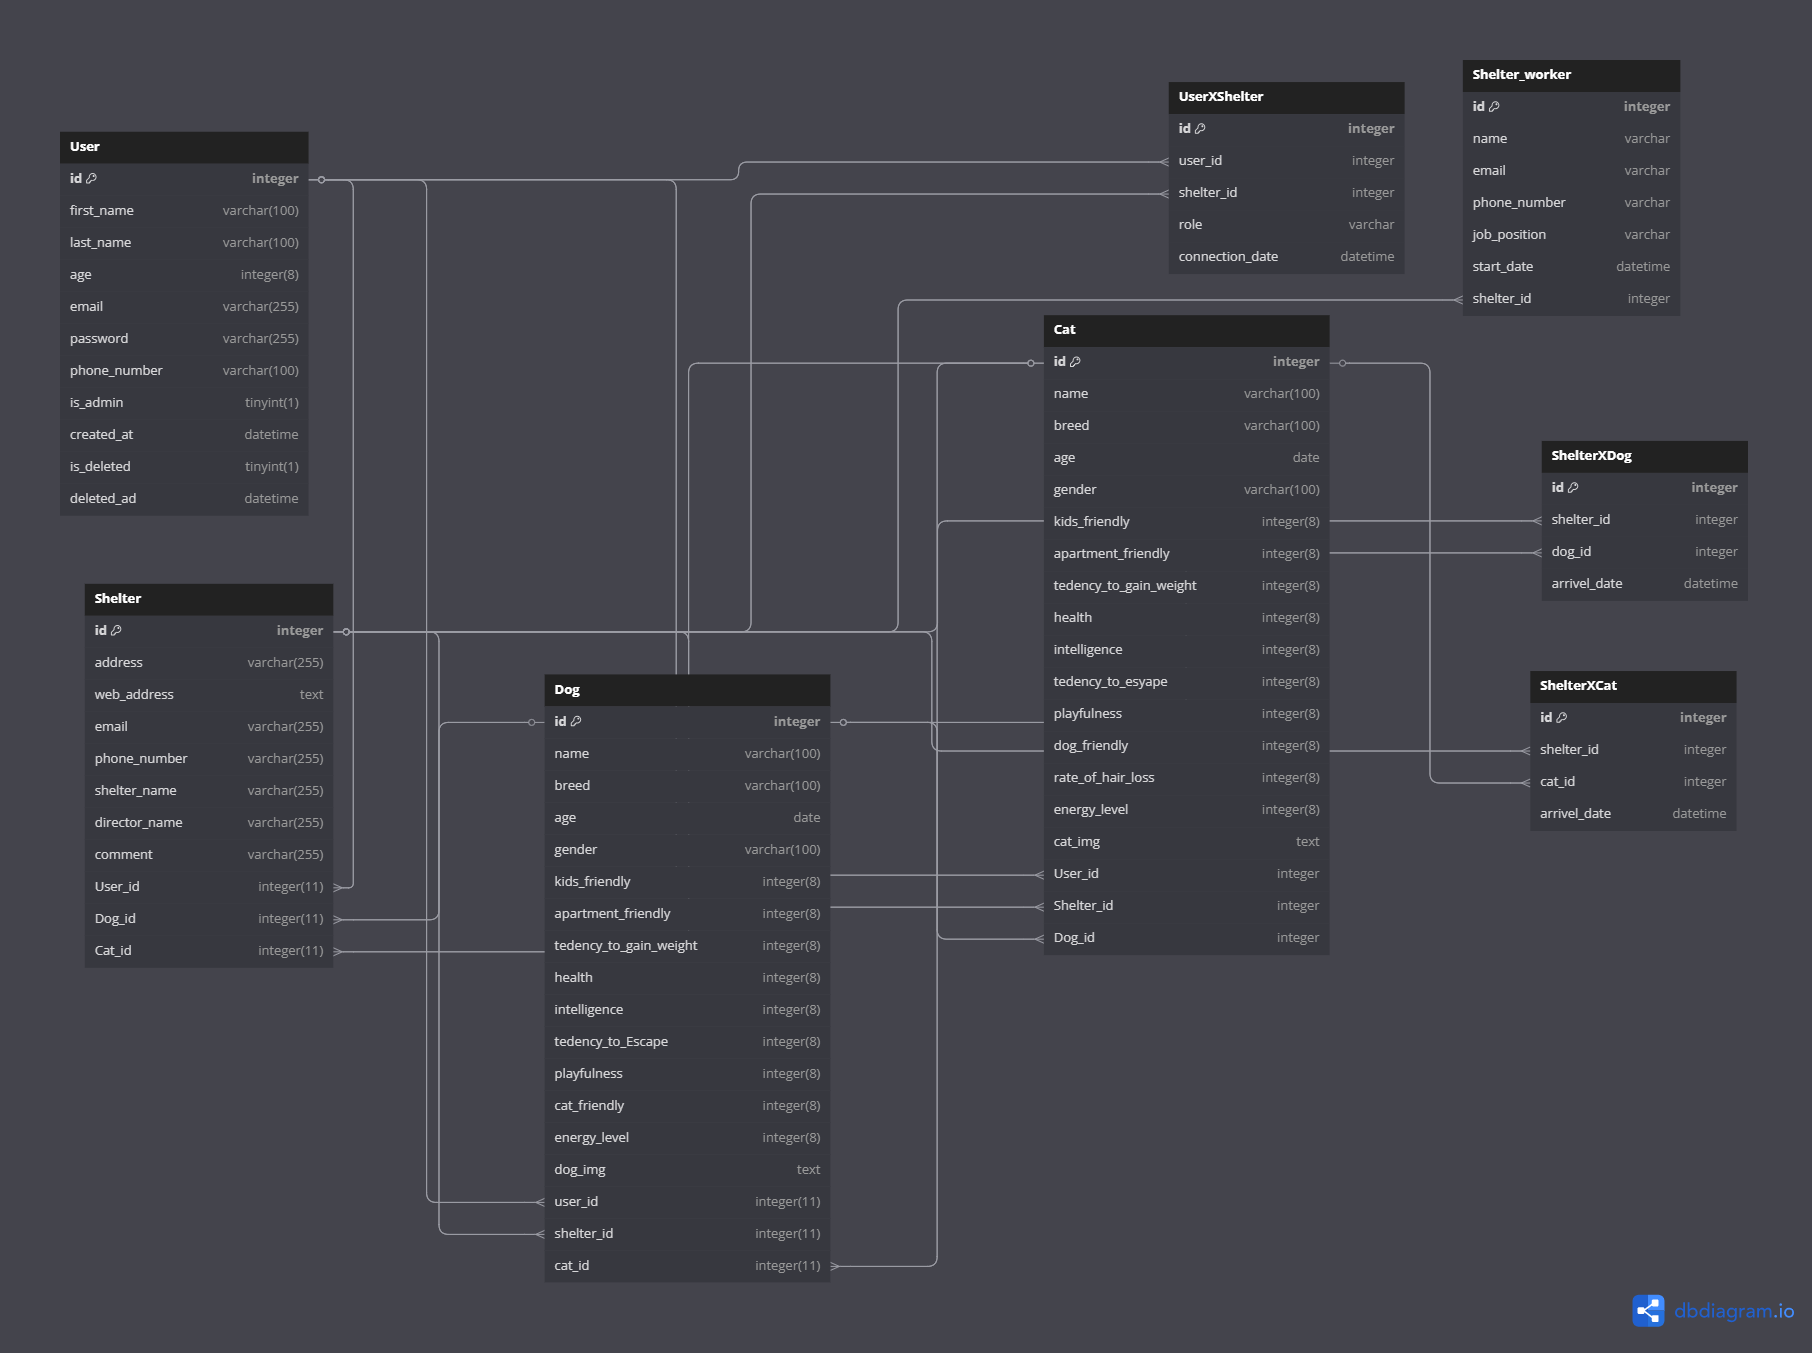 User
id integer
first_name varchar(100)
last_name varchar(100)
age integer(8)
email varchar(255)
password varchar(255)
phone_number varchar(100)
is_admin tinyint(1)
created_at datetime
is_deleted tinyint(1)
deleted_ad datetime
Shelter
id integer
address varchar(255)
web_address text
email varchar(255)
phone_number varchar(255)
shelter_name varchar(255)
director_name varchar(255)
comment varchar(255)
User_id integer(11)
Dog_id integer(11)
Cat_id integer(11)
Dog
id integer
name varchar(100)
breed varchar(100)
age date
gender varchar(100)
kids_friendly integer(8)
apartment_friendly integer(8)
tedency_to_gain_weight integer(8)
health integer(8)
intelligence integer(8)
tedency_to_Escape integer(8)
playfulness integer(8)
cat_friendly integer(8)
energy_level integer(8)
dog_img text
user_id integer(11)
shelter_id integer(11)
cat_id integer(11)
UserXShelter
id integer
user_id integer
shelter_id integer
role varchar
connection_date datetime
Cat
id integer
name varchar(100)
breed varchar(100)
age date
gender varchar(100)
kids_friendly integer(8)
apartment_friendly integer(8)
tedency_to_gain_weight integer(8)
health integer(8)
intelligence integer(8)
tedency_to_esyape integer(8)
playfulness integer(8)
dog_friendly integer(8)
rate_of_hair_loss integer(8)
energy_level integer(8)
cat_img text
User_id integer
Shelter_id integer
Dog_id integer
Shelter_worker
id integer
name varchar
email varchar
phone_number varchar
job_position varchar
start_date datetime
shelter_id integer
ShelterXDog
id integer
shelter_id integer
dog_id integer
arrivel_date datetime
ShelterXCat
id integer
shelter_id integer
cat_id integer
arrivel_date datetime
dbdiagram.io